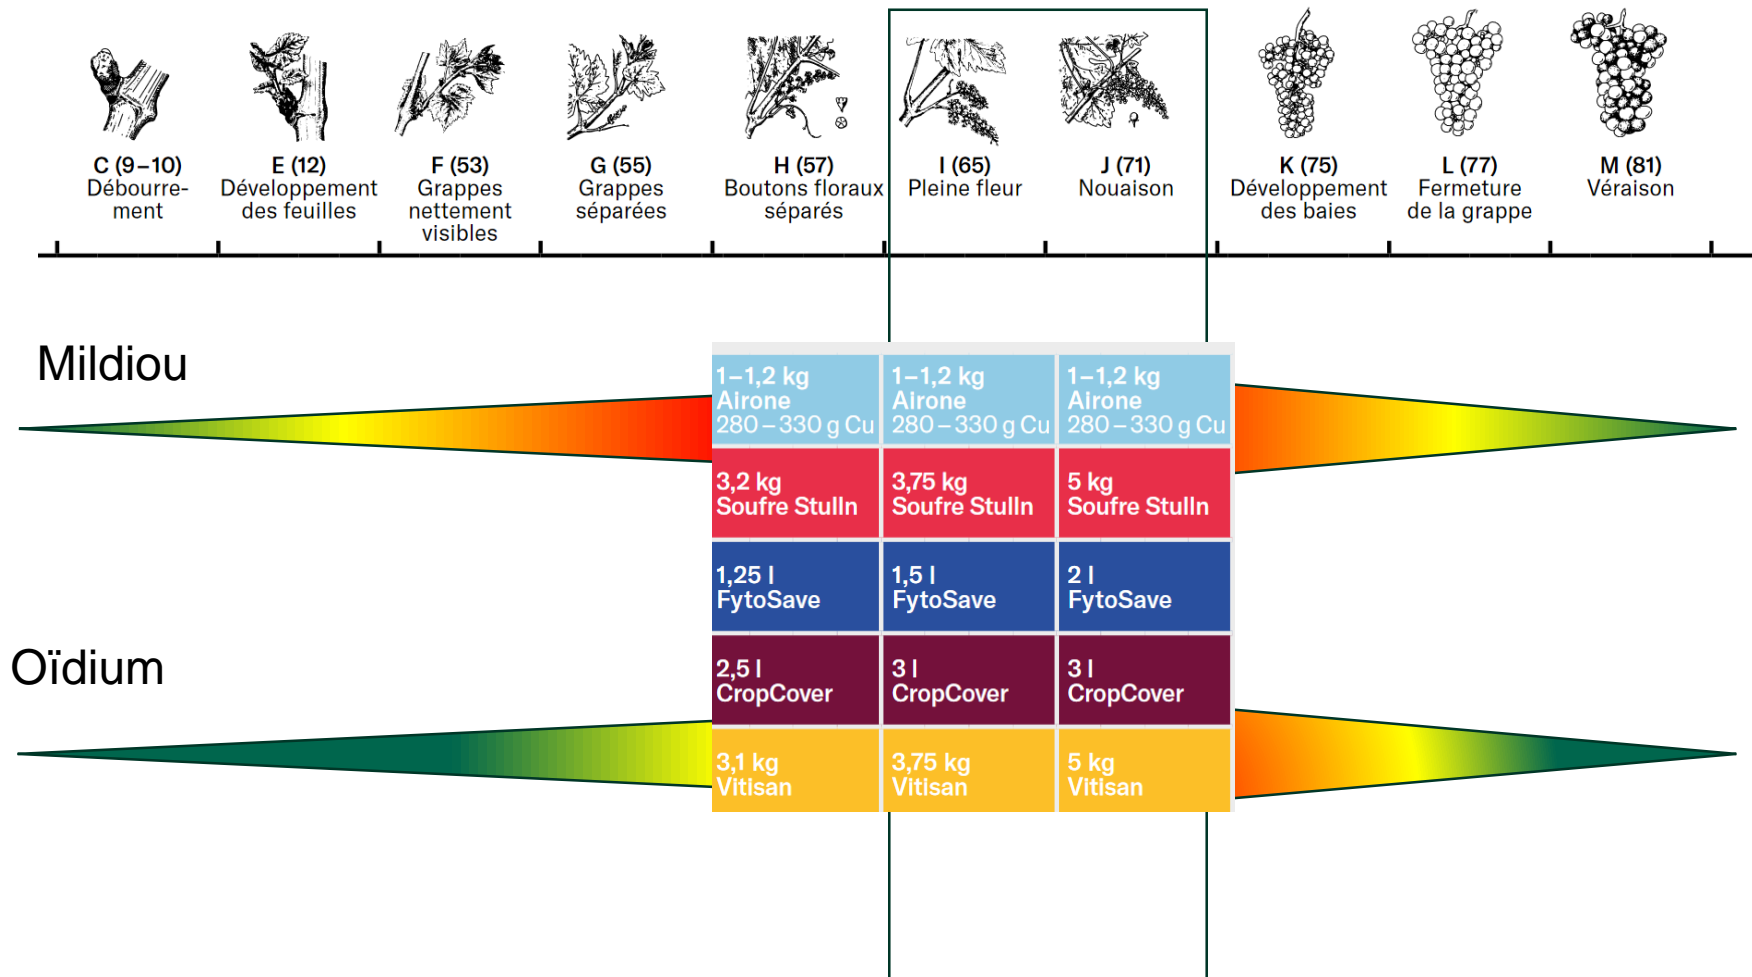 C (9–10)
Débourre-
ment
E (12)
Développement
des feuilles
F (53)
Grappes
nettement
visibles
G (55)
Grappes
séparées
H (57)
Boutons floraux
séparés
I (65)
Pleine fleur
J (71)
Nouaison
K (75)
Développement
des baies
L (77)
Fermeture
de la grappe
M (81)
Véraison
Mildiou
1–1,2 kg
Airone
280–330 g Cu
1–1,2 kg
Airone
280–330 g Cu
1–1,2 kg
Airone
280–330 g Cu
3,2 kg
Soufre Stulln
3,75 kg
Soufre Stulln
5 kg
Soufre Stulln
1,25 l
FytoSave
1,5 l
FytoSave
2 l
FytoSave
Oïdium
2,5 l
CropCover
3 l
CropCover
3 l
CropCover
3,1 kg
Vitisan
3,75 kg
Vitisan
5 kg
Vitisan